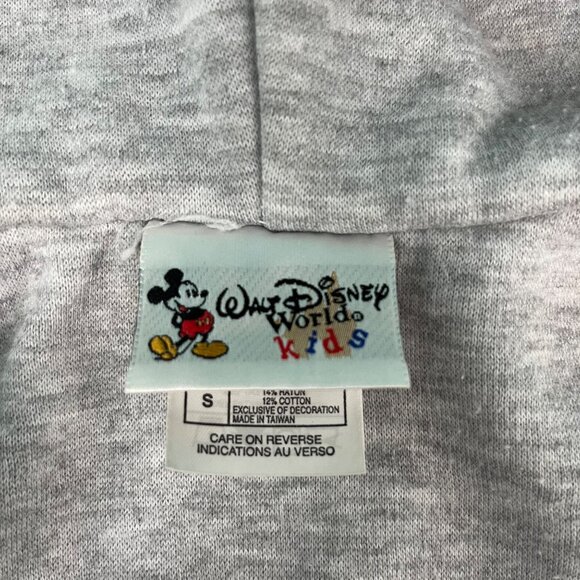 Walt Disney
World®
kids
S
14% RAYON
12% COTTON
EXCLUSIVE OF DECORATION
MADE IN TAIWAN
CARE ON REVERSE
INDICATIONS AU VERSO